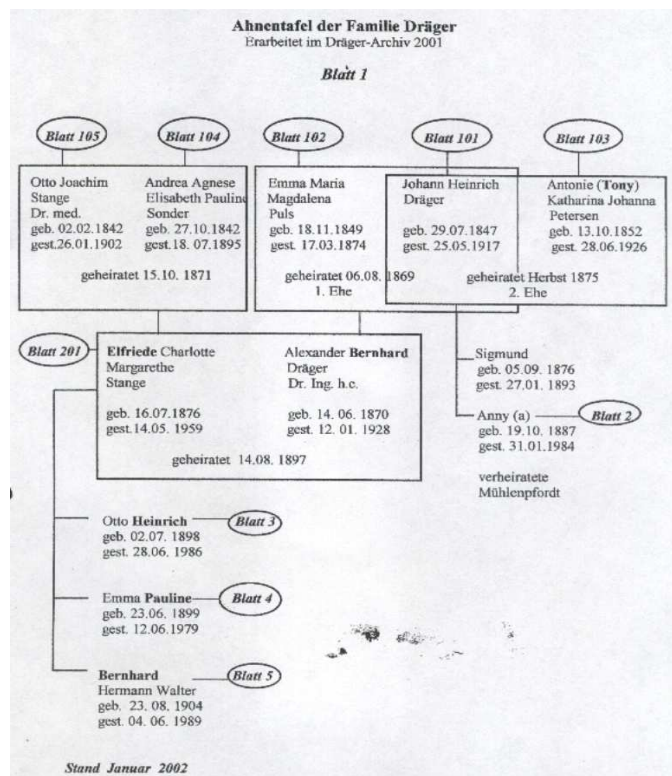 Ahnentafel der Familie Dräger
Erarbeitet im Dräger-Archiv 2001
Blatt 1
Blatt 105
Blatt 104
Blatt 102
Blatt 101
Blatt 103
Otto Joachim
Stange
Dr. med.
geb. 02.02.1842
gest.26.01.1902
Andrea Agnese
Elisabeth Pauline
Sonder
geb. 27.10.1842
gest.18. 07.1895
geheiratet 15.10. 1871
Emma Maria
Magdalena
Puls
geb. 18.11.1849
gest. 17.03.1874
Johann Heinrich
Dräger
geb. 29.07.1847
gest. 25.05.1917
geheiratet 06.08. 1869
1. Ehe
Antonie (Tony)
Katharina Johanna
Petersen
geb. 13.10.1852
gest. 28.06.1926
geheiratet Herbst 1875
2. Ehe
Blatt 201
Elfriede Charlotte
Margarethe
Stange
geb. 16.07.1876
gest.14.05. 1959
Alexander Bernhard
Dräger
Dr. Ing. h.c.
geb. 14. 06. 1870
gest. 12. 01. 1928
geheiratet 14.08. 1897
Sigmund
geb. 05.09. 1876
gest. 27.01. 1893
Anny (a)
Blatt 2
geb. 19.10. 1887
gest. 31.01.1984
verheiratete
Mühlenpfordt
Otto Heinrich
Blatt 3
geb. 02.07. 1898
gest. 28.06. 1986
Emma Pauline
Blatt 4
geb. 23.06. 1899
gest. 12.06.1979
Bernhard
Blatt 5
Hermann Walter
geb. 23. 08. 1904
gest. 04. 06. 1989
Stand Januar 2002